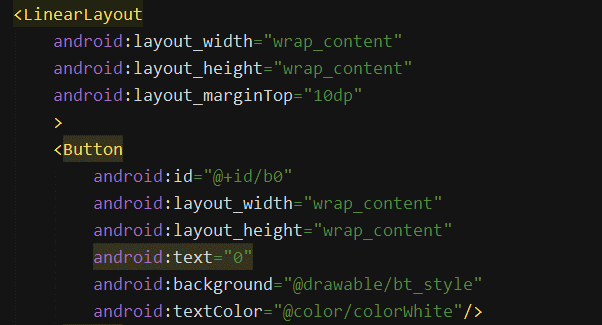 <LinearLayout
android:layout_width="wrap_content"
android:layout_height="wrap_content"
android:layout_marginTop="10dp"
>
<Button
android:id="@+id/b0"
android:layout_width="wrap_content"
android:layout_height="wrap_content"
android:text="0"
android:background="@drawable/bt_style"
android:textColor="@color/colorWhite"/>